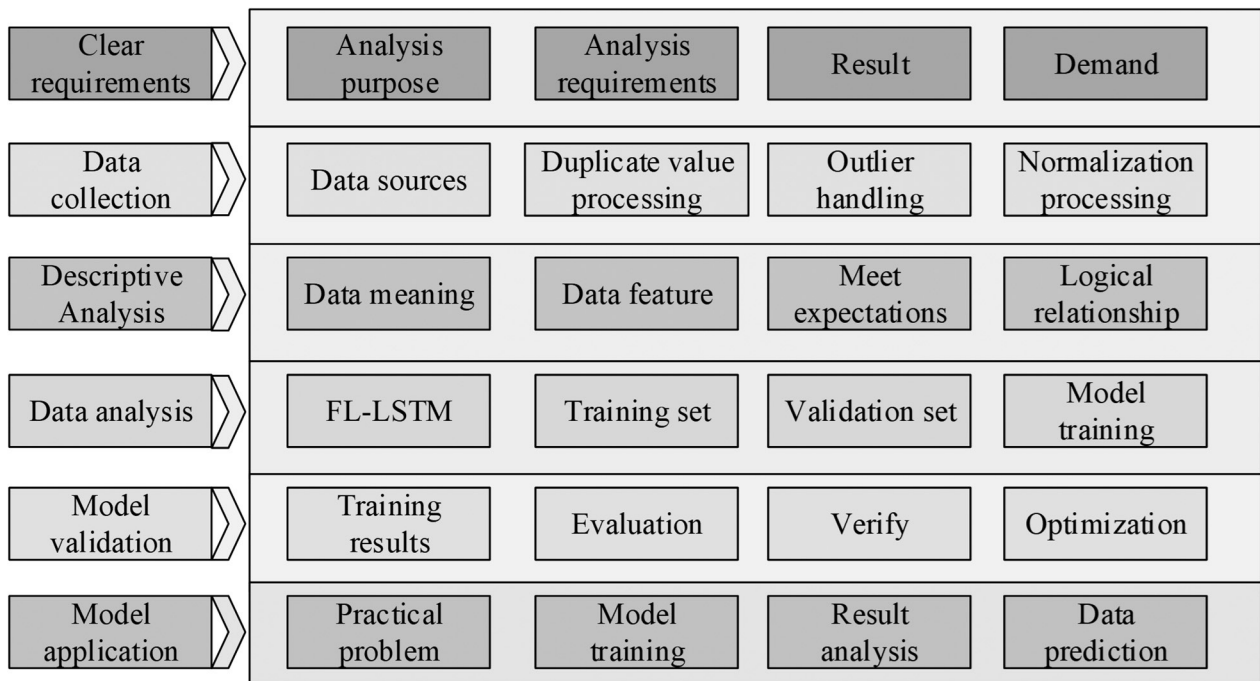 Clear
requirements
Analysis
purpose
Analysis
requirements
Result
Demand
Data
collection
Data sources
Duplicate value
processing
Outlier
handling
Normalization
processing
Descriptive
Analysis
Data meaning
Data feature
Meet
expectations
Logical
relationship
Data analysis
FL-LSTM
Training set
Validation set
Model
training
Model
validation
Training
results
Evaluation
Verify
Optimization
Model
application
Practical
problem
Model
training
Result
analysis
Data
prediction